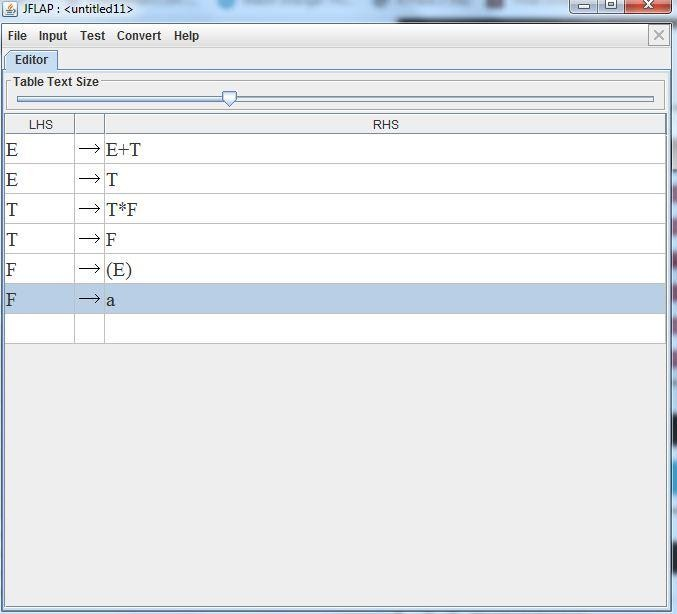 JFLAP : <untitled11>
File Input Test Convert Help
Editor
Table Text Size
LHS RHS
E → E+T
E → T
T → T*F
T → F
F → (E)
F → a